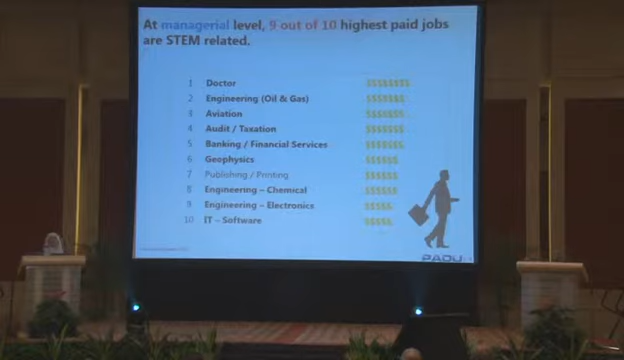 At managerial level, 9 out of 10 highest paid jobs
are STEM related.
1 Doctor $$$$$$$$
2 Engineering (Oil & Gas) $$$$$$$
3 Aviation $$$$$$$
4 Audit / Taxation $$$$$$$
5 Banking / Financial Services $$$$$$$
6 Geophysics $$$$$$
7 Publishing / Printing $$$$$$
8 Engineering – Chemical $$$$$$
9 Engineering – Electronics $$$$$
10 IT – Software $$$$$
PADU